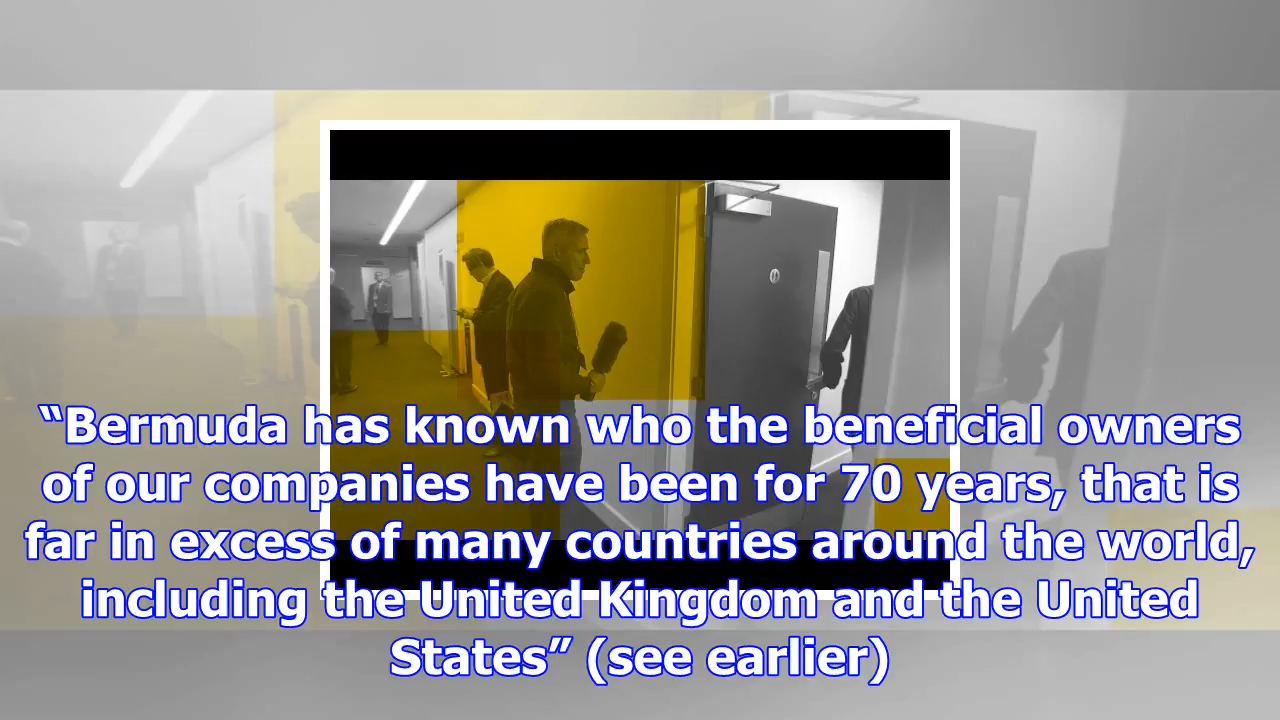 “Bermuda has known who the beneficial owners
of our companies have been for 70 years, that is
far in excess of many countries around the world,
including the United Kingdom and the United
States” (see earlier)